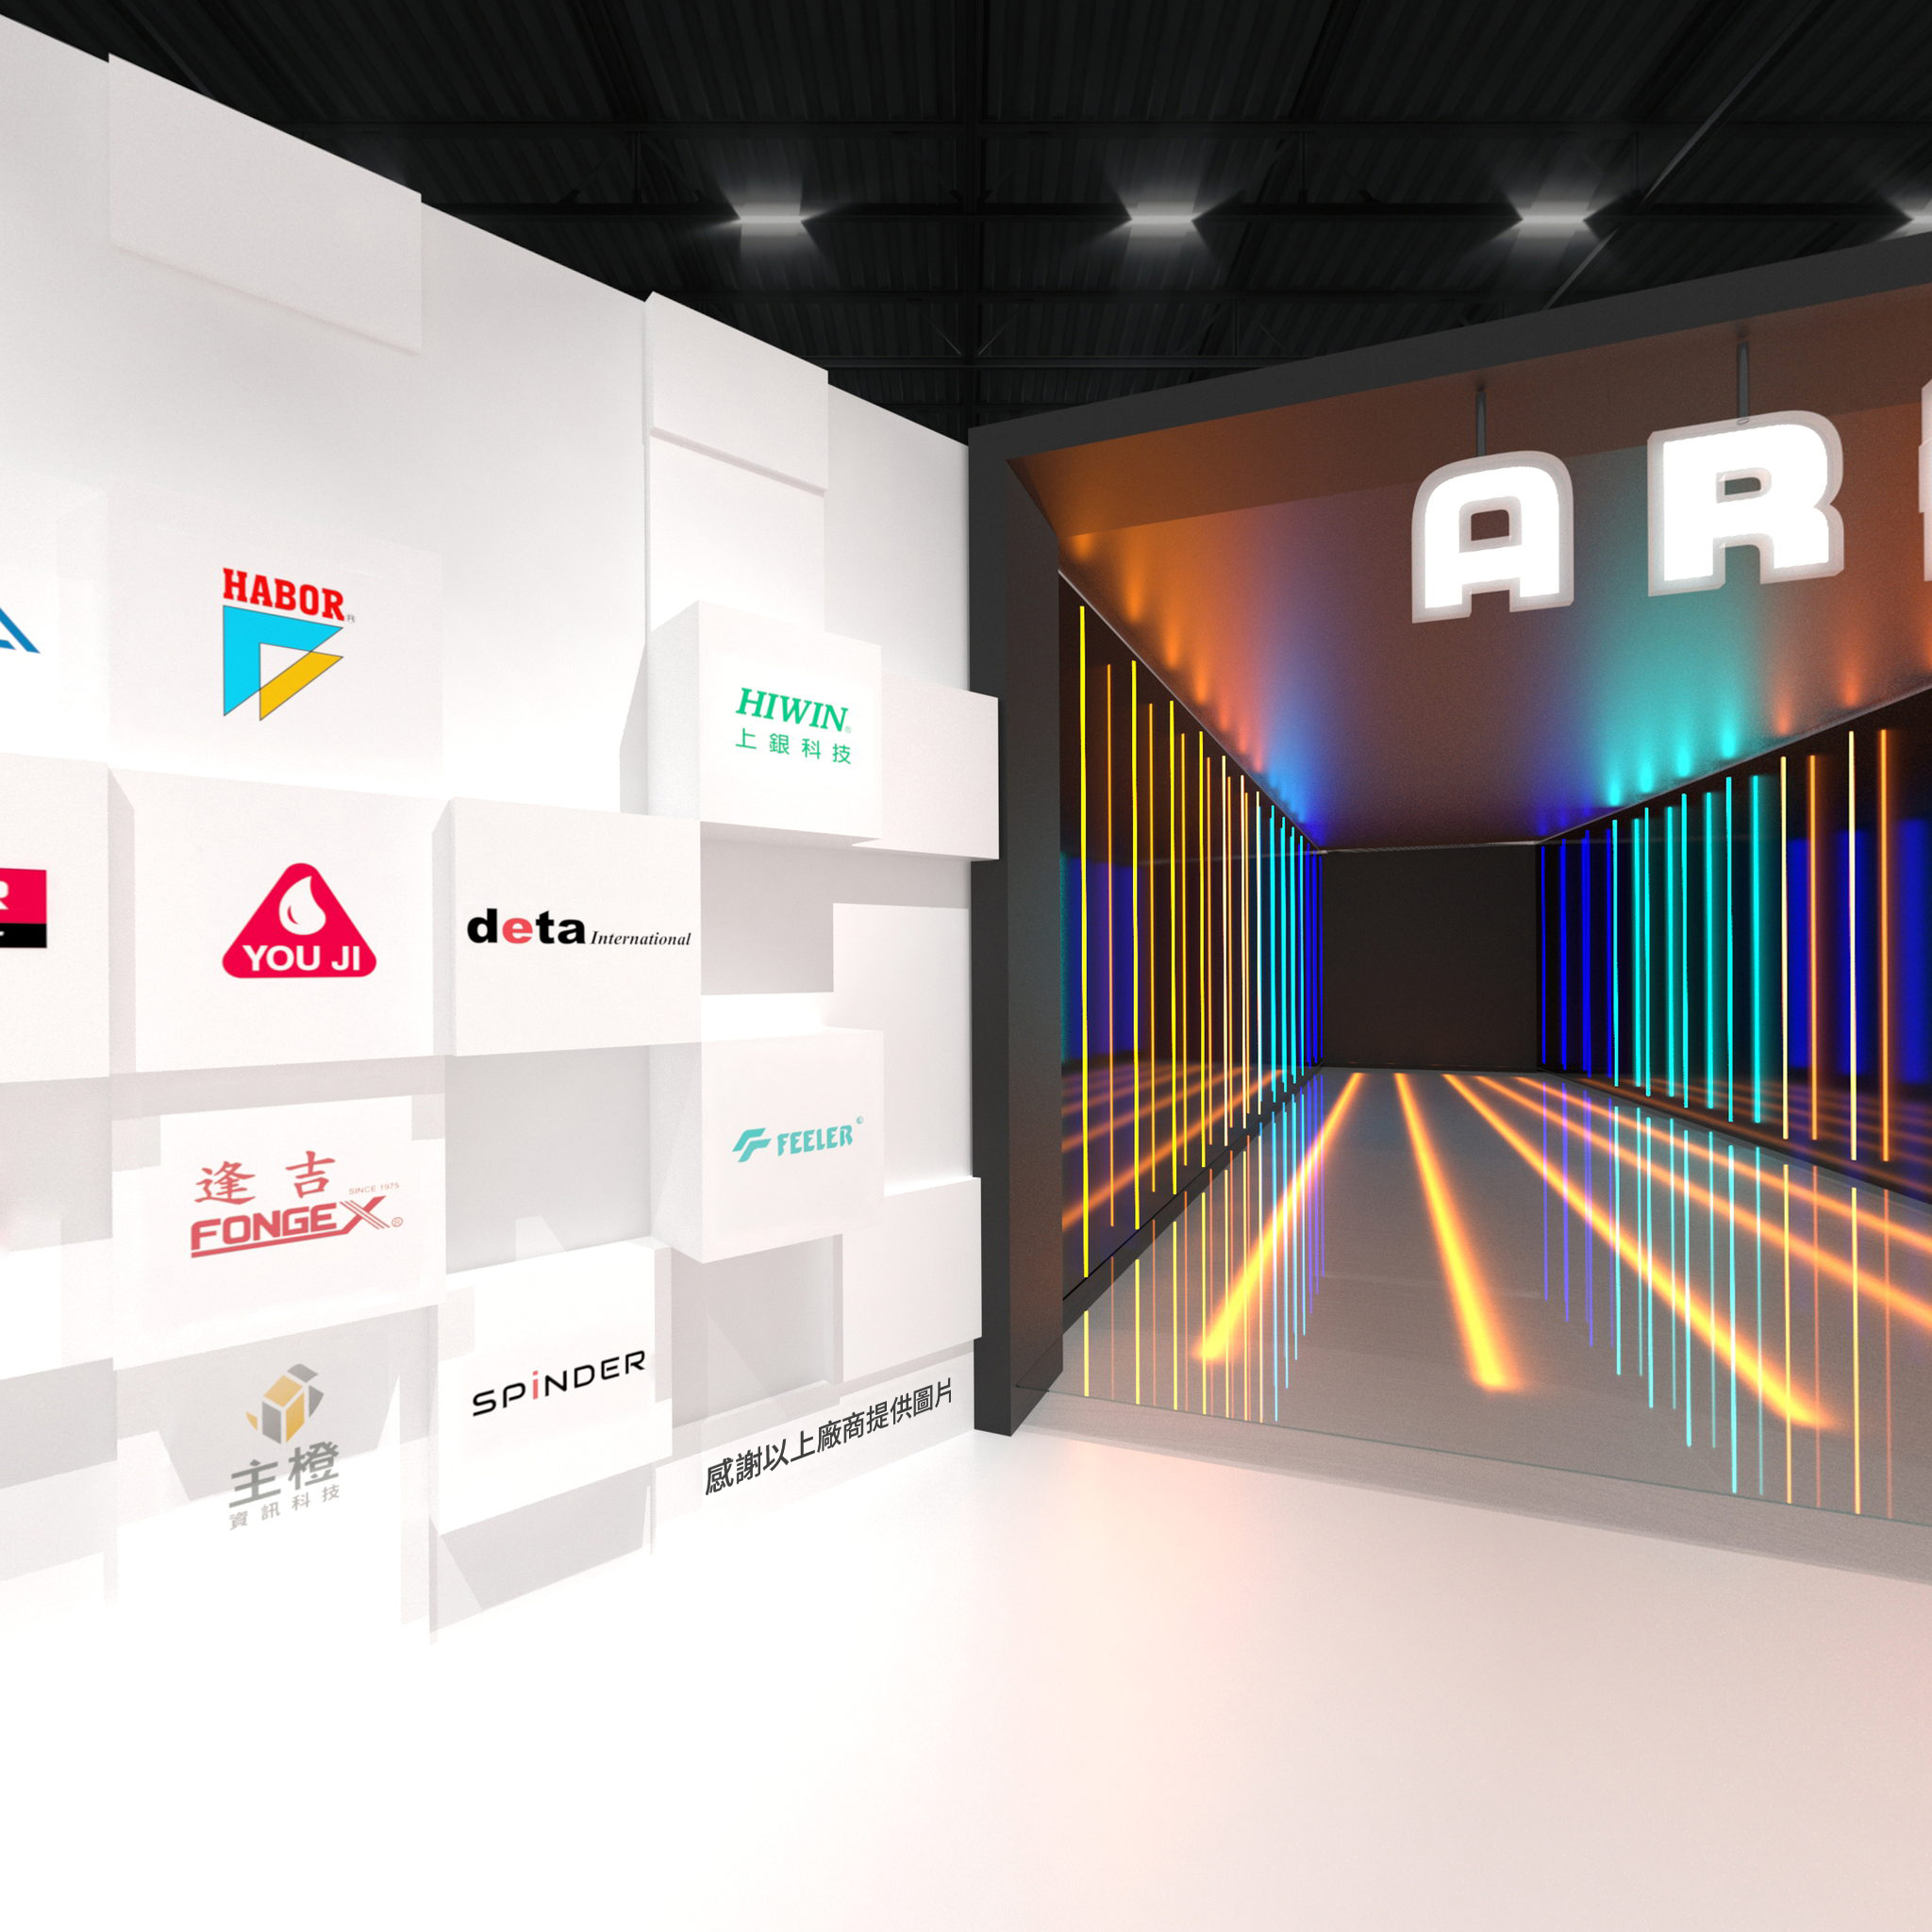 HABOR®
HIWIN®
上銀科技
YOU JI
deta International
FEELER®
逢吉
SINCE 1975
FONGEX®
SPiNDER
主橙
資訊科技
感謝以上廠商提供圖片
AR